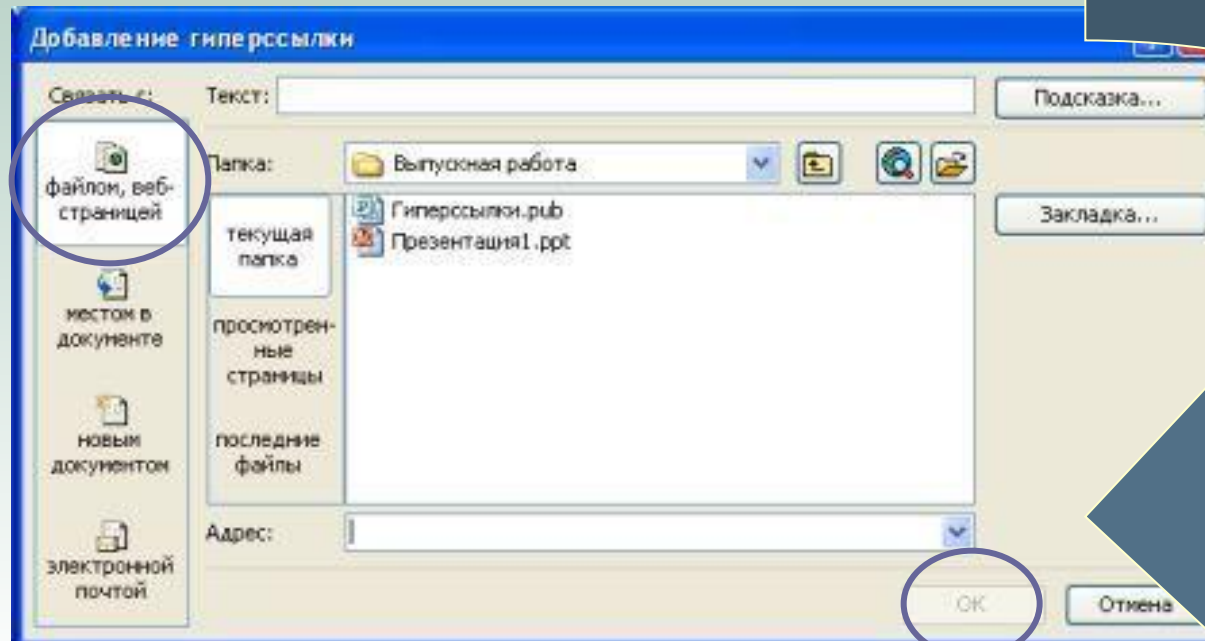 Добавление гиперссылки
Связать с:
Текст:
Подсказка...
файлом, веб-
страницей
Папка:
Выпускная работа
текущая
папка
Гиперссылки.pub
Презентация1.ppt
Закладка...
местом в
документе
просмотрен-
ные
страницы
новым
документом
последние
файлы
Адрес:
электронной
почтой
ОК
Отмена